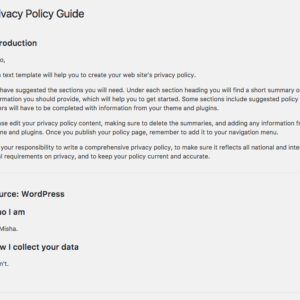 ivacy Policy Guide
roduction
o,
text template will help you to create your web site's privacy policy.
have suggested the sections you will need. Under each section heading you will find a short summary o
rmation you should provide, which will help you to get started. Some sections include suggested policy
ers will have to be completed with information from your theme and plugins.
se edit your privacy policy content, making sure to delete the summaries, and adding any information fr
me and plugins. Once you publish your policy page, remember to add it to your navigation menu.
your responsibility to write a comprehensive privacy policy, to make sure it reflects all national and inte
al requirements on privacy, and to keep your policy current and accurate.
urce: WordPress
o I am
Misha.
w I collect your data
n't.